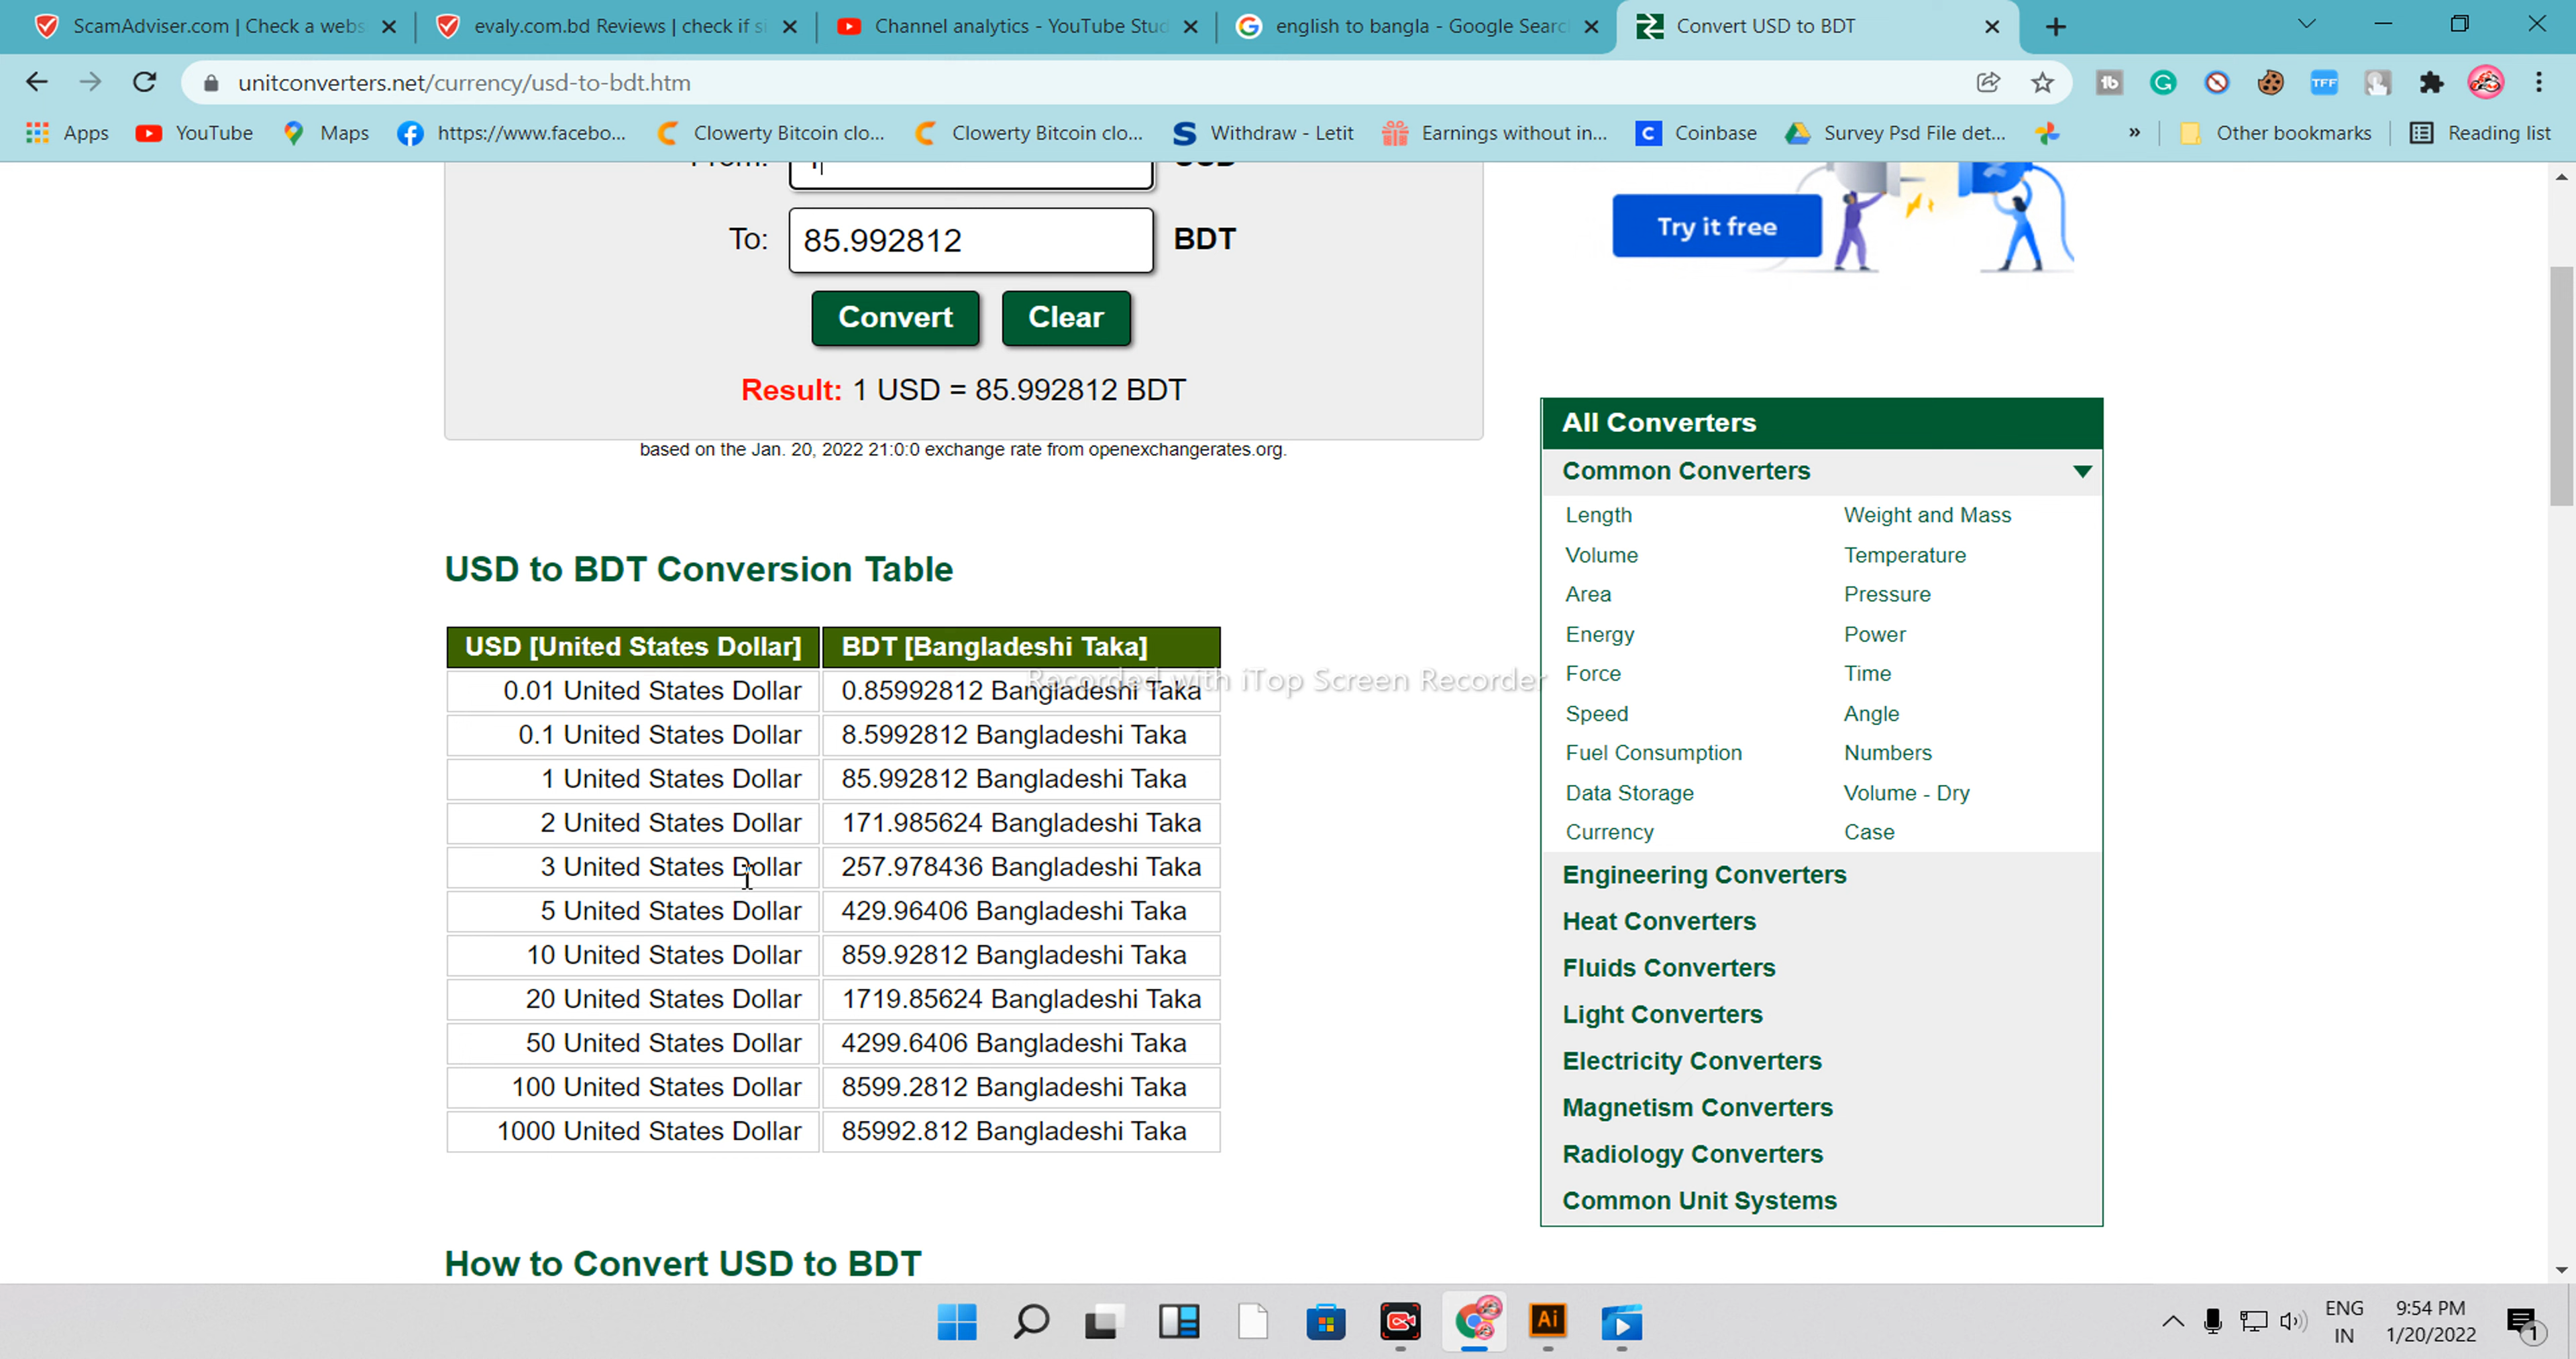 ScamAdviser.com | Check a webs
evaly.com.bd Reviews | check if si
Channel analytics - YouTube Stud
english to bangla - Google Searc
Convert USD to BDT
unitconverters.net/currency/usd-to-bdt.htm
Apps
YouTube
Maps
https://www.facebo...
Clowerty Bitcoin clo...
Clowerty Bitcoin clo...
Withdraw - Letit
Earnings without in...
Coinbase
Survey Psd File det...
»
Other bookmarks
Reading list
From: 1 USD
To: 85.992812 BDT
Convert Clear
Result: 1 USD = 85.992812 BDT
based on the Jan. 20, 2022 21:0:0 exchange rate from openexchangerates.org.
Try it free
USD to BDT Conversion Table
USD [United States Dollar] BDT [Bangladeshi Taka]
0.01 United States Dollar 0.85992812 Bangladeshi Taka
0.1 United States Dollar 8.5992812 Bangladeshi Taka
1 United States Dollar 85.992812 Bangladeshi Taka
2 United States Dollar 171.985624 Bangladeshi Taka
3 United States Dollar 257.978436 Bangladeshi Taka
5 United States Dollar 429.96406 Bangladeshi Taka
10 United States Dollar 859.92812 Bangladeshi Taka
20 United States Dollar 1719.85624 Bangladeshi Taka
50 United States Dollar 4299.6406 Bangladeshi Taka
100 United States Dollar 8599.2812 Bangladeshi Taka
1000 United States Dollar 85992.812 Bangladeshi Taka
Recorded with iTop Screen Recorder
How to Convert USD to BDT
All Converters
Common Converters
Length Weight and Mass
Volume Temperature
Area Pressure
Energy Power
Force Time
Speed Angle
Fuel Consumption Numbers
Data Storage Volume - Dry
Currency Case
Engineering Converters
Heat Converters
Fluids Converters
Light Converters
Electricity Converters
Magnetism Converters
Radiology Converters
Common Unit Systems
Ai
ENG
IN
9:54 PM
1/20/2022
1